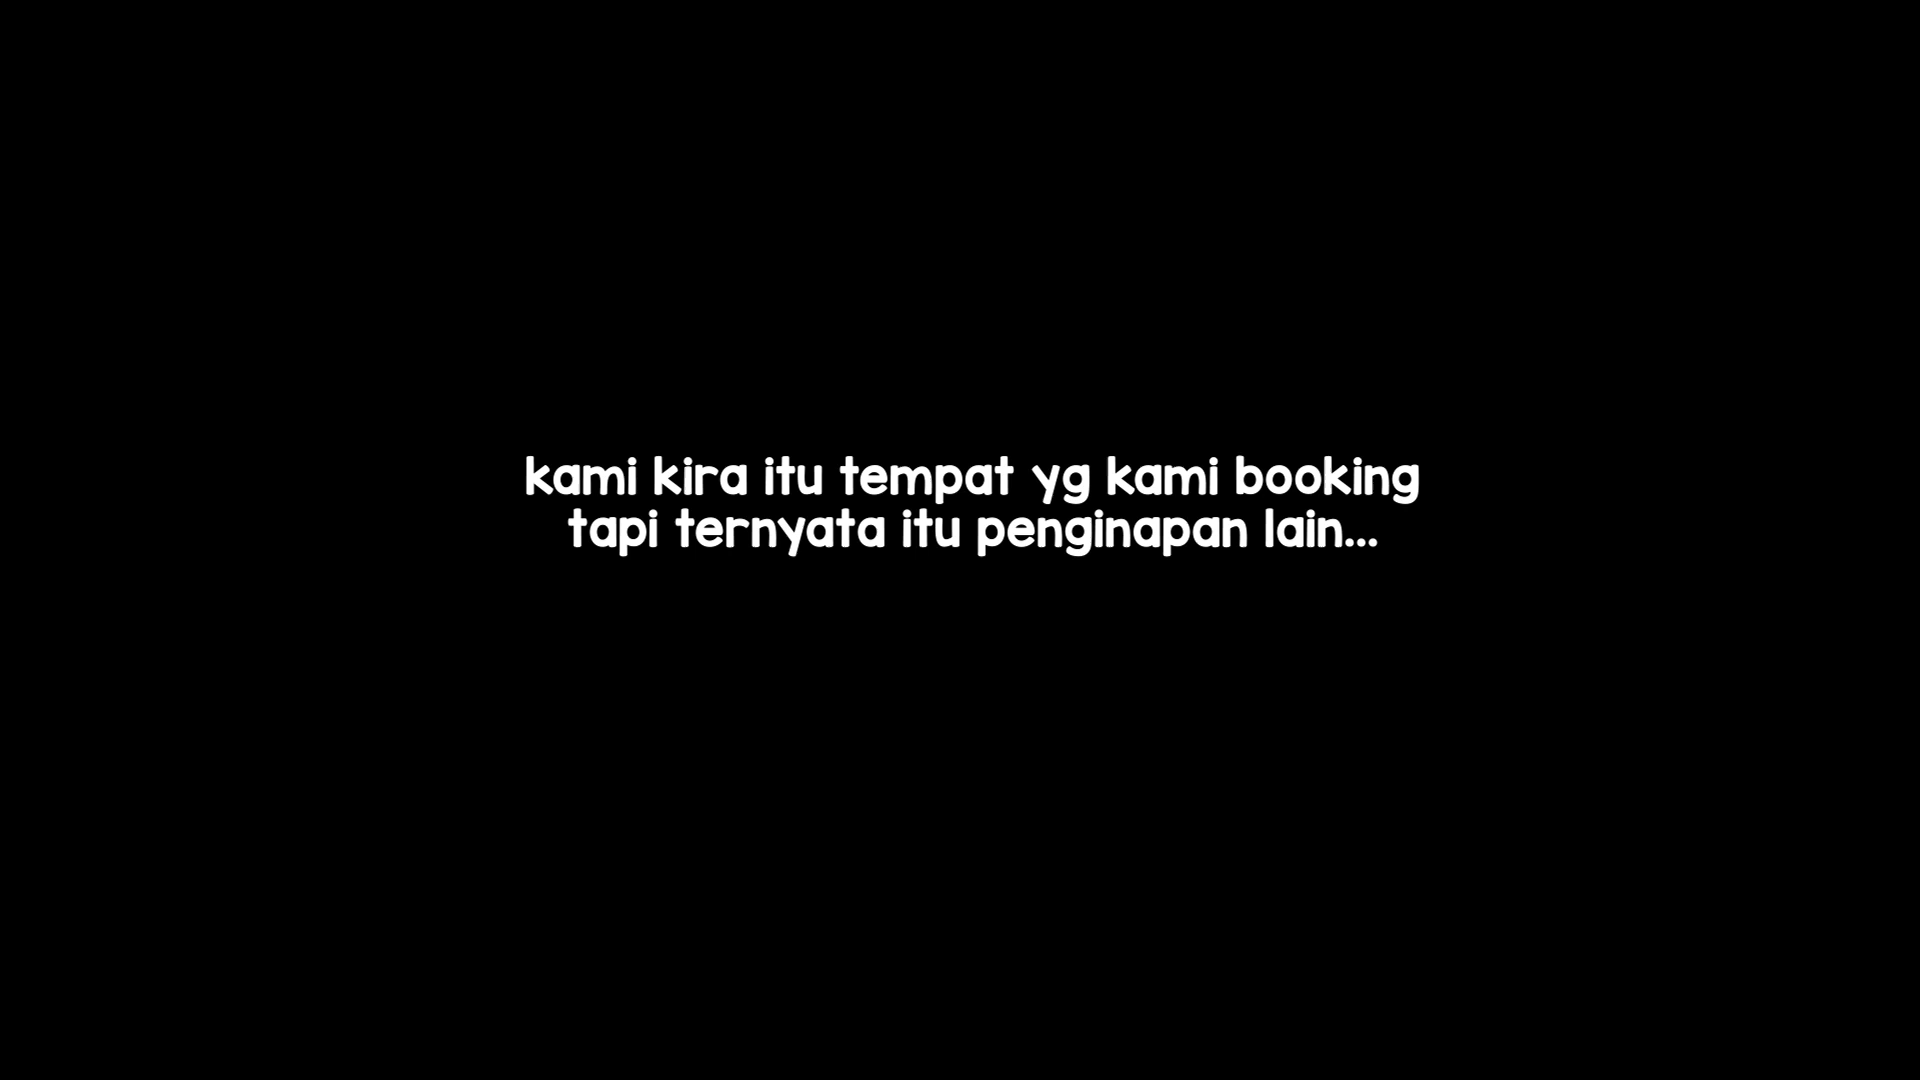 kami kira itu tempat yg kami booking
tapi ternyata itu penginapan lain...